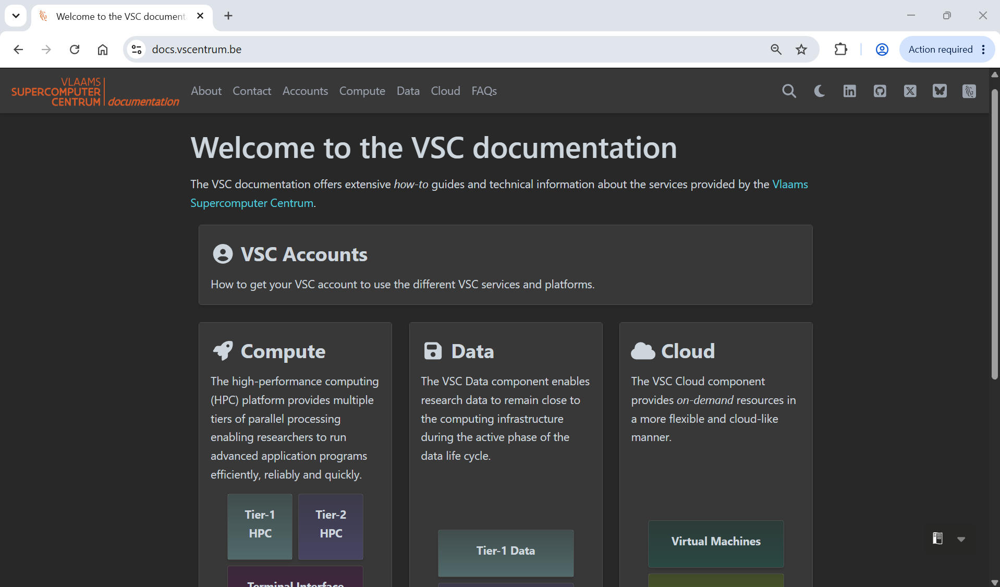 Welcome to the VSC document
docs.vscentrum.be
Action required
VLAAMS
SUPERCOMPUTER
CENTRUM documentation
About Contact Accounts Compute Data Cloud FAQs
Welcome to the VSC documentation
The VSC documentation offers extensive how-to guides and technical information about the services provided by the Vlaams
Supercomputer Centrum.
VSC Accounts
How to get your VSC account to use the different VSC services and platforms.
Compute
The high-performance computing
(HPC) platform provides multiple
tiers of parallel processing
enabling researchers to run
advanced application programs
efficiently, reliably and quickly.
Tier-1
HPC
Tier-2
HPC
Terminal Interface
Data
The VSC Data component enables
research data to remain close to
the computing infrastructure
during the active phase of the
data life cycle.
Tier-1 Data
Cloud
The VSC Cloud component
provides on-demand resources in
a more flexible and cloud-like
manner.
Virtual Machines